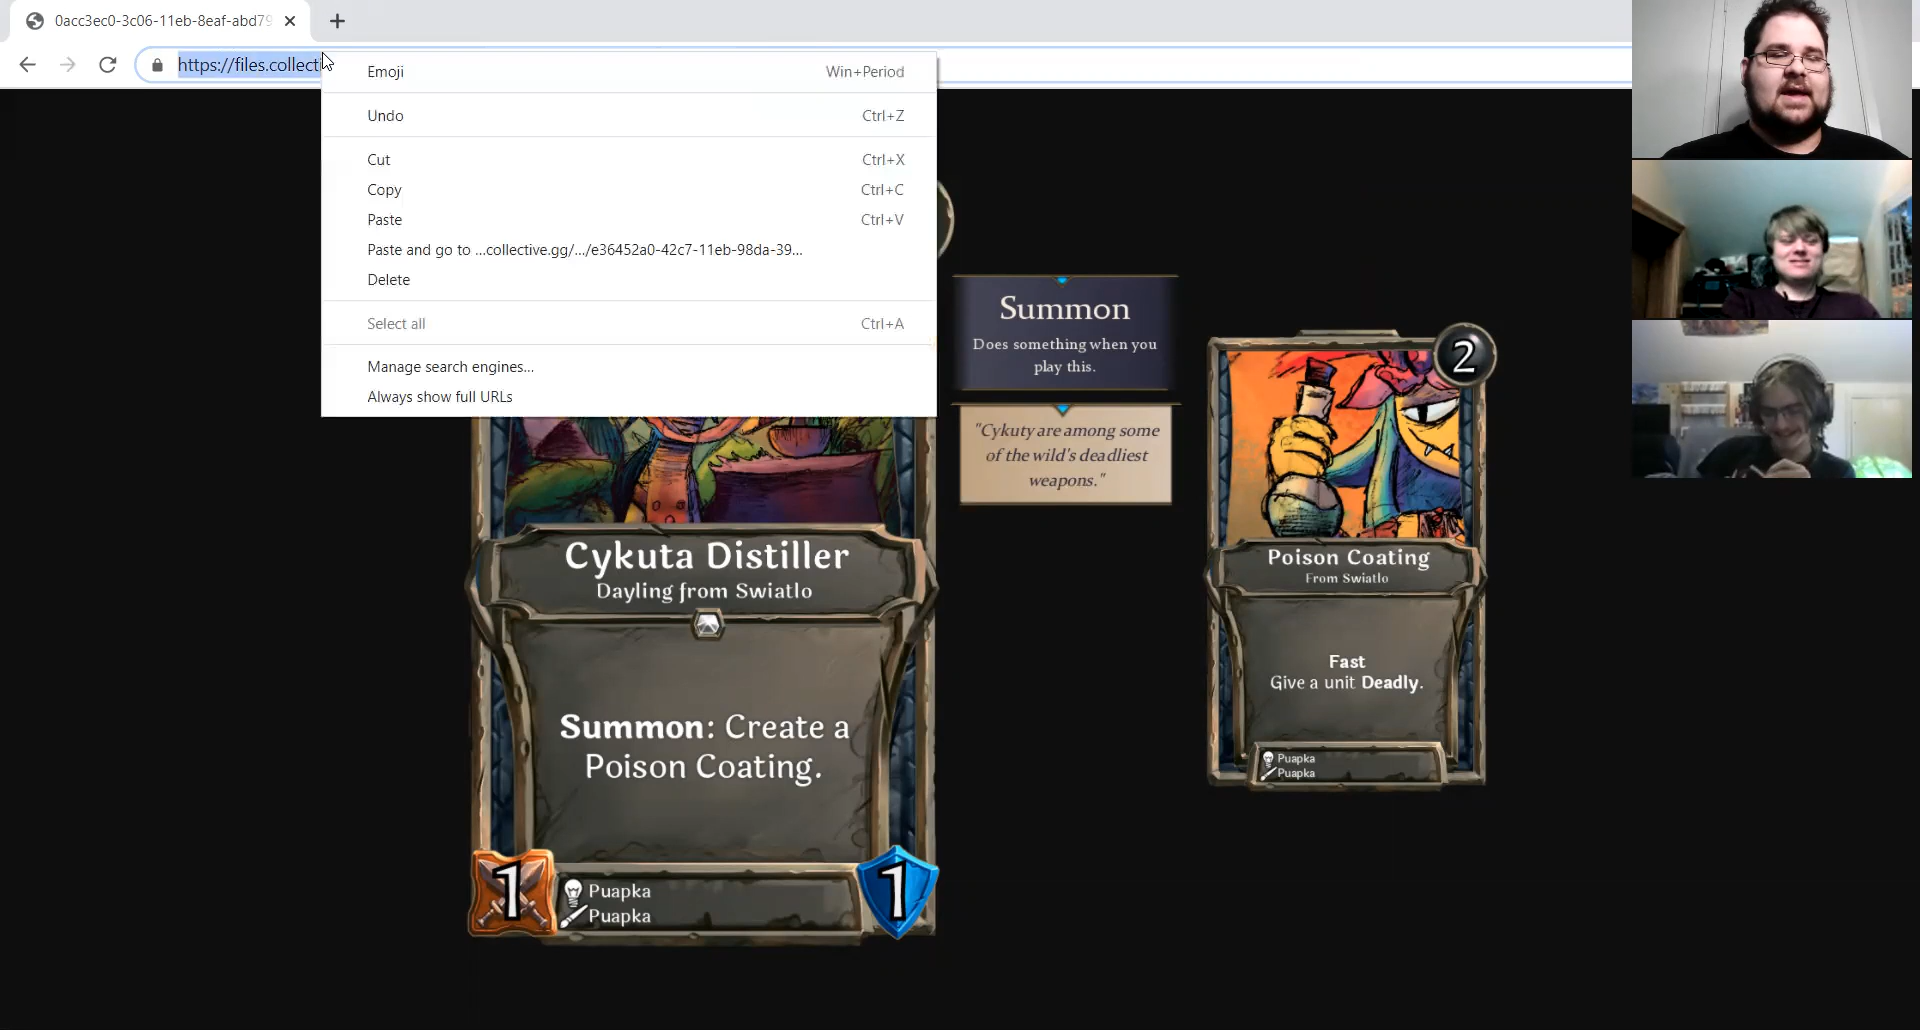 0acc3ec0-3c06-11eb-8eaf-abd79
https://files.collecti
Emoji Win+Period
Undo Ctrl+Z
Cut Ctrl+X
Copy Ctrl+C
Paste Ctrl+V
Paste and go to ...collective.gg/.../e36452a0-42c7-11eb-98da-39...
Delete
Select all Ctrl+A
Manage search engines...
Always show full URLs
Summon
Does something when you
play this.
"Cykuty are among some
of the wild's deadliest
weapons."
Cykuta Distiller
Dayling from Swiatlo
Summon: Create a
Poison Coating.
1
Puapka
Puapka
1
2
Poison Coating
From Swiatlo
Fast
Give a unit Deadly.
Puapka
Puapka